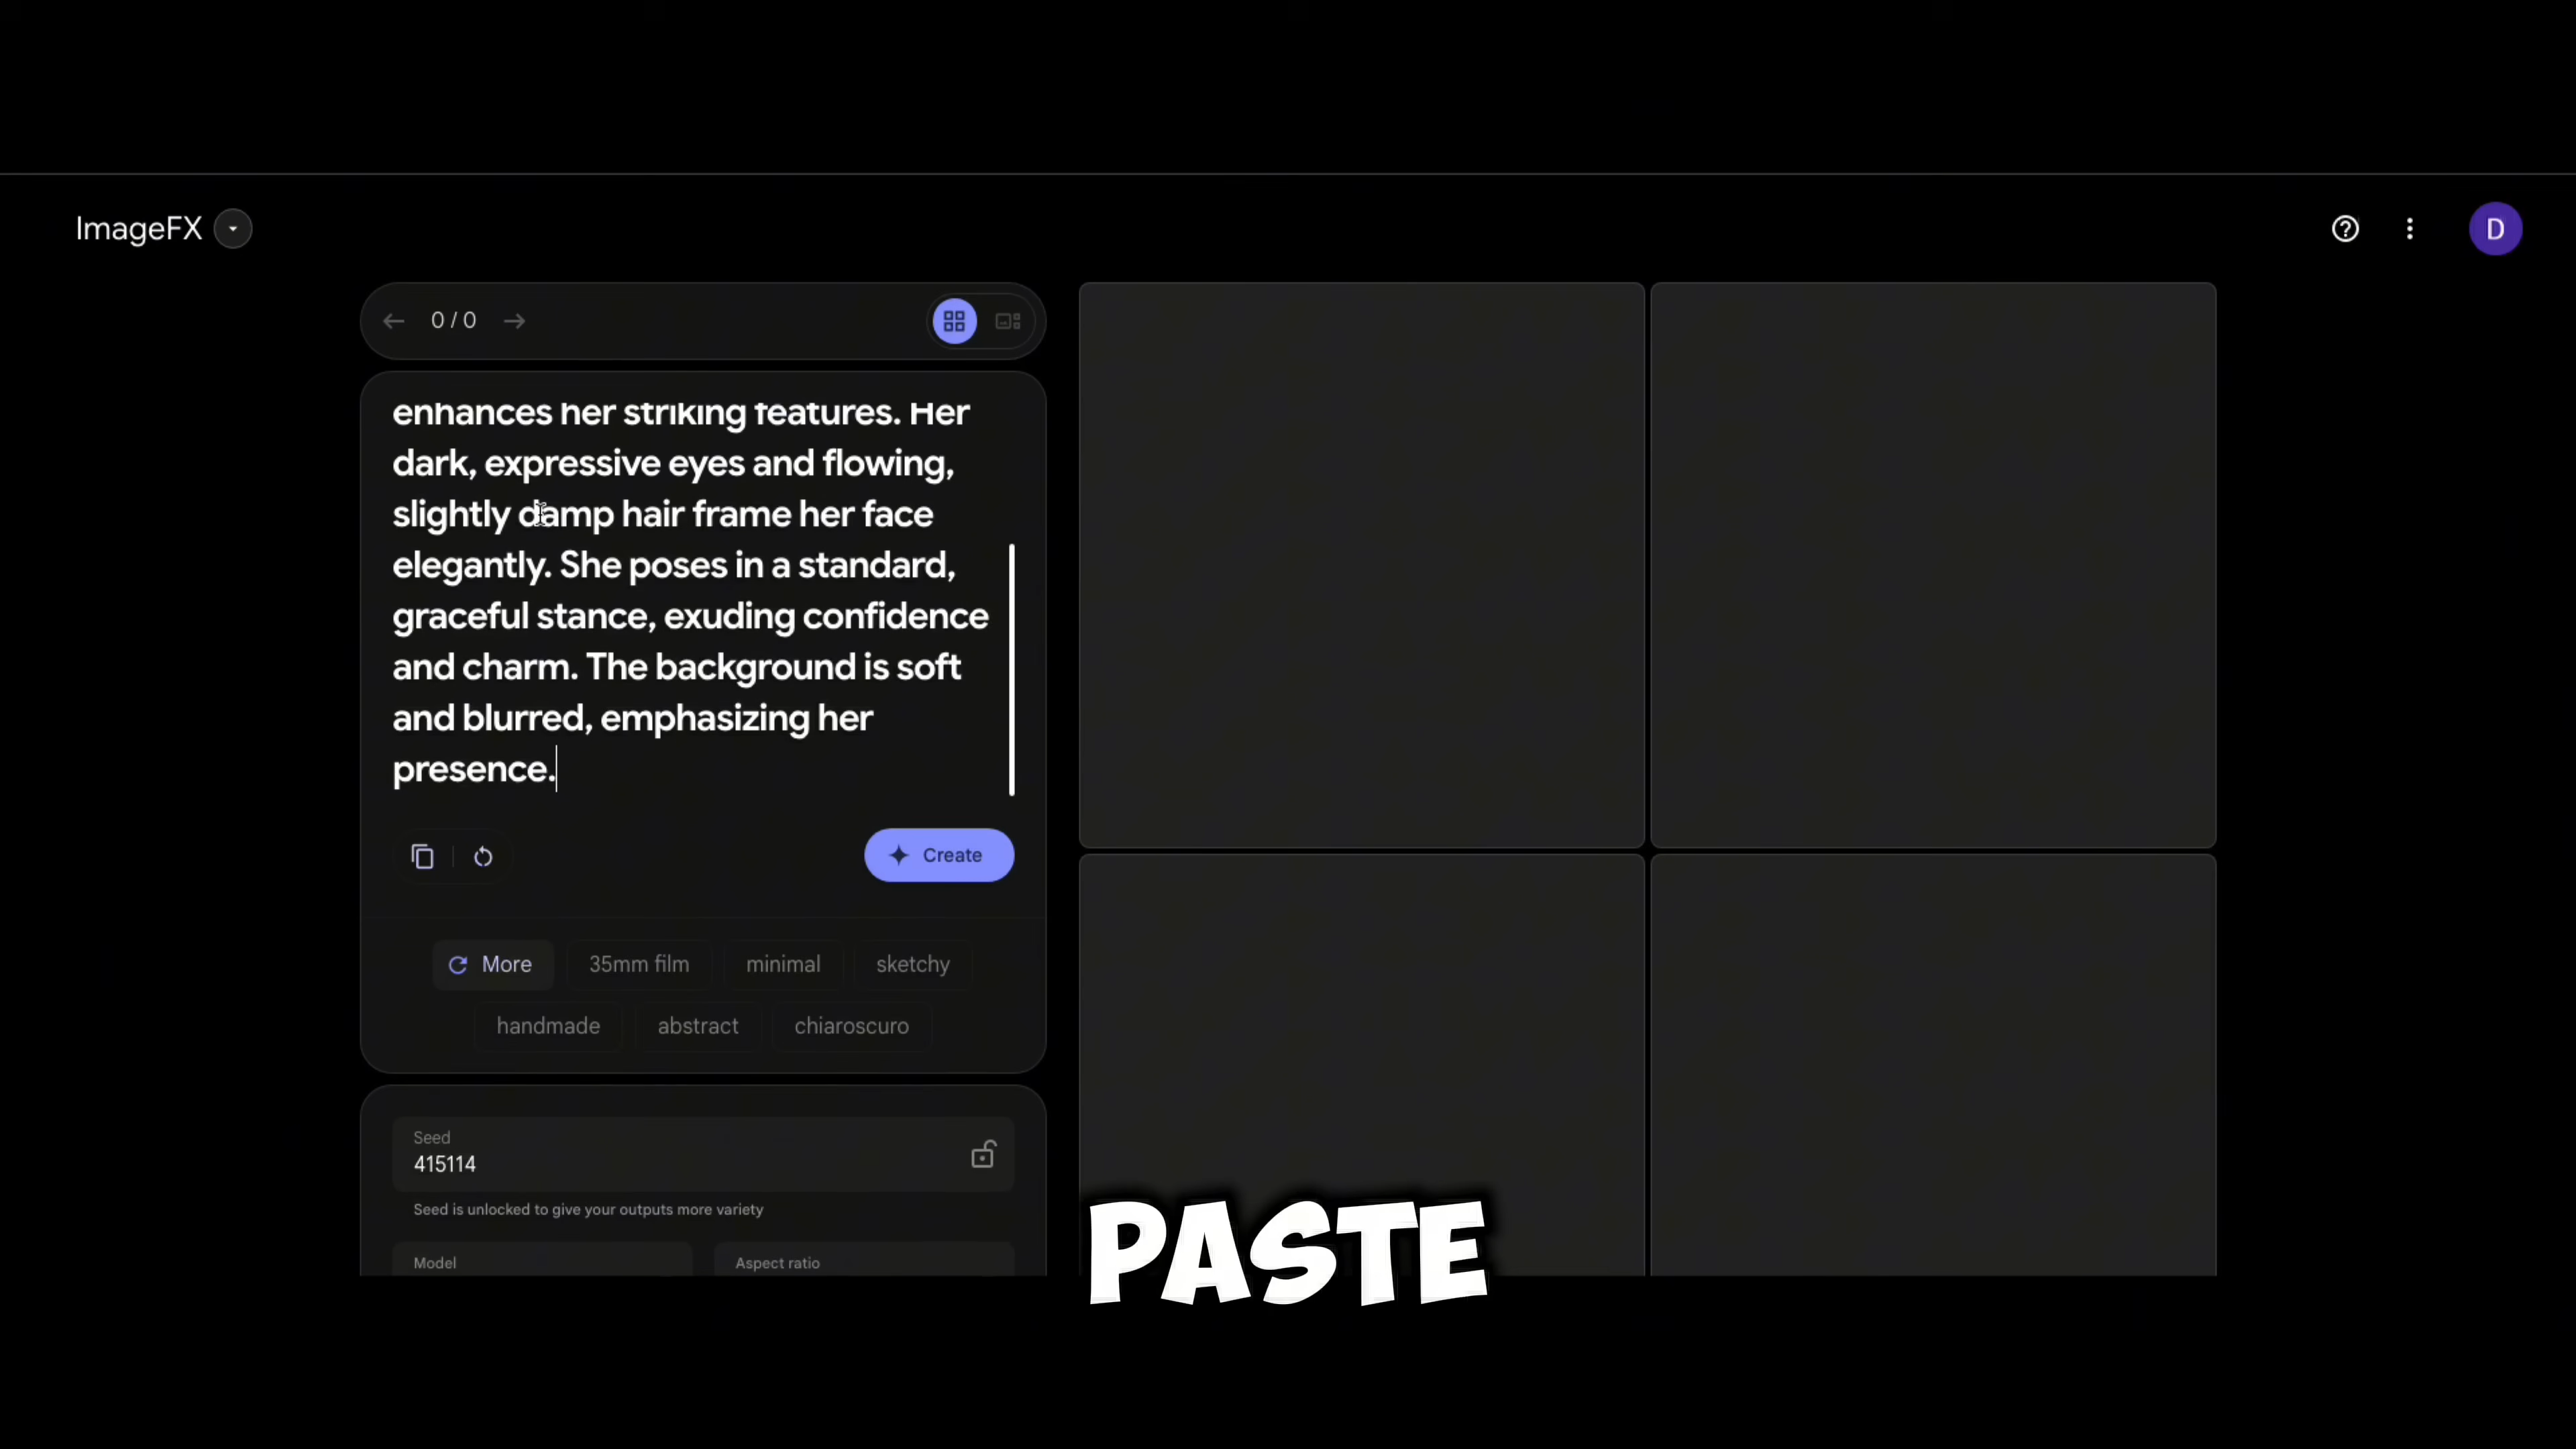 ImageFX
D
0 / 0
enhances her striking features. Her
dark, expressive eyes and flowing,
slightly damp hair frame her face
elegantly. She poses in a standard,
graceful stance, exuding confidence
and charm. The background is soft
and blurred, emphasizing her
presence.
Create
More 35mm film minimal sketchy
handmade abstract chiaroscuro
Seed
415114
Seed is unlocked to give your outputs more variety
Model Aspect ratio
PASTE